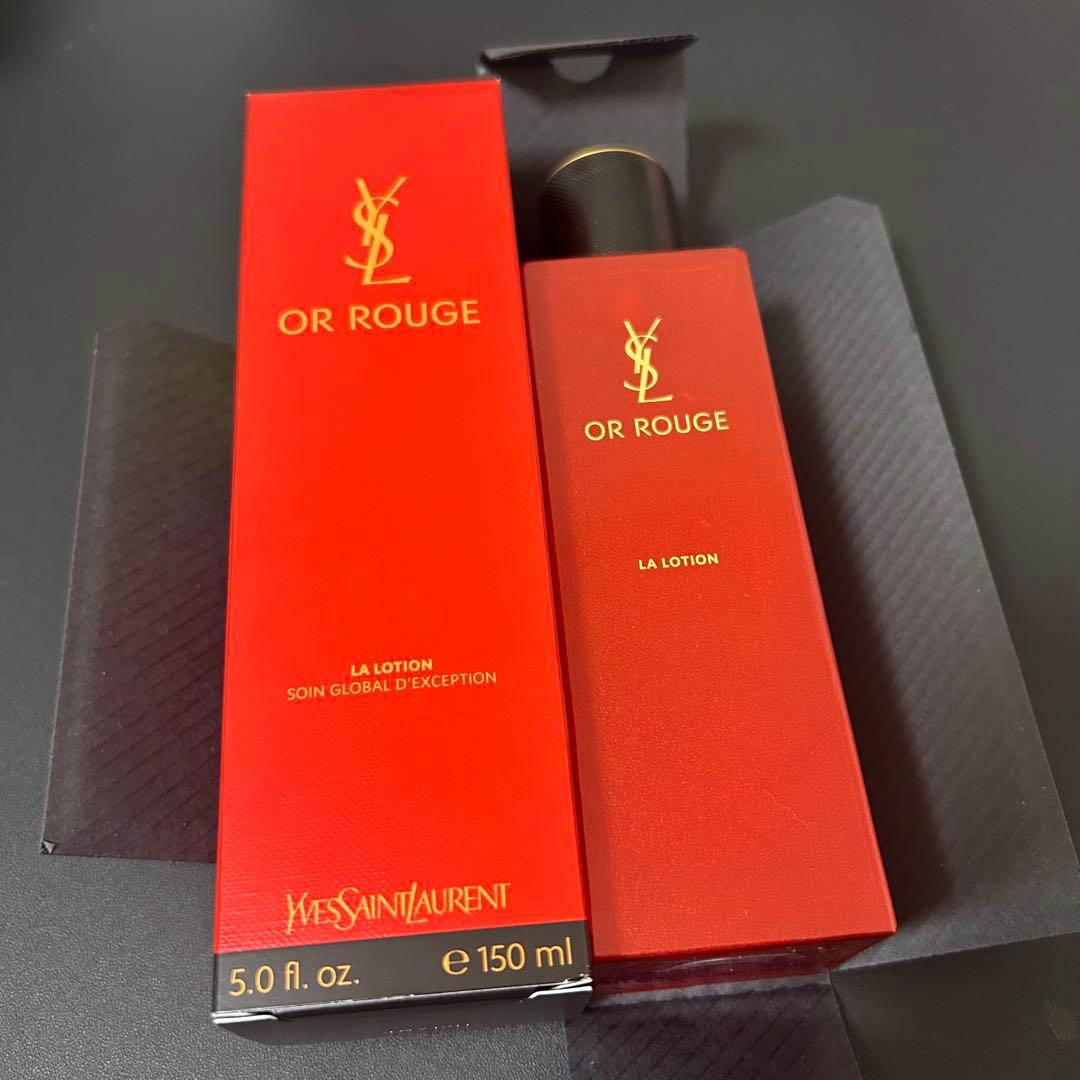 YSL
OR ROUGE
LA LOTION
SOIN GLOBAL D'EXCEPTION
YVESSAINTLAURENT
5.0 fl. oz.
℮ 150 ml
YSL
OR ROUGE
LA LOTION